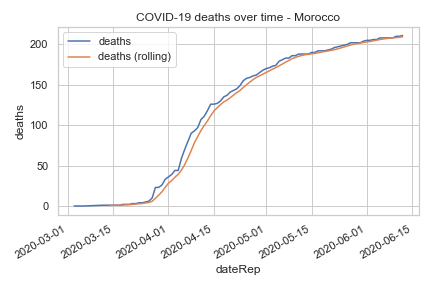 COVID-19 deaths over time - Morocco
deaths
deaths (rolling)
200
150
100
50
0
deaths
2020-03-01
2020-03-15
2020-04-01
2020-04-15
2020-05-01
2020-05-15
2020-06-01
2020-06-15
dateRep